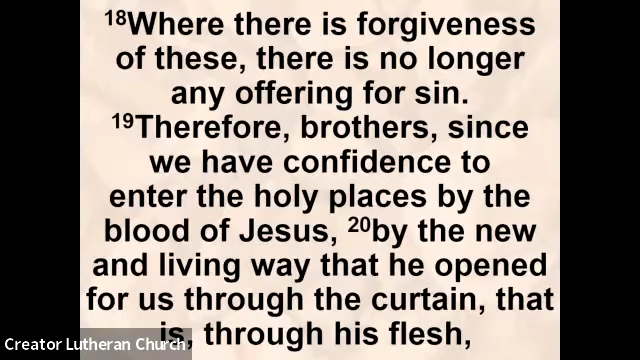 18Where there is forgiveness
of these, there is no longer
any offering for sin.
19Therefore, brothers, since
we have confidence to
enter the holy places by the
blood of Jesus, 20by the new
and living way that he opened
for us through the curtain, that
is, through his flesh,
Creator Lutheran Church